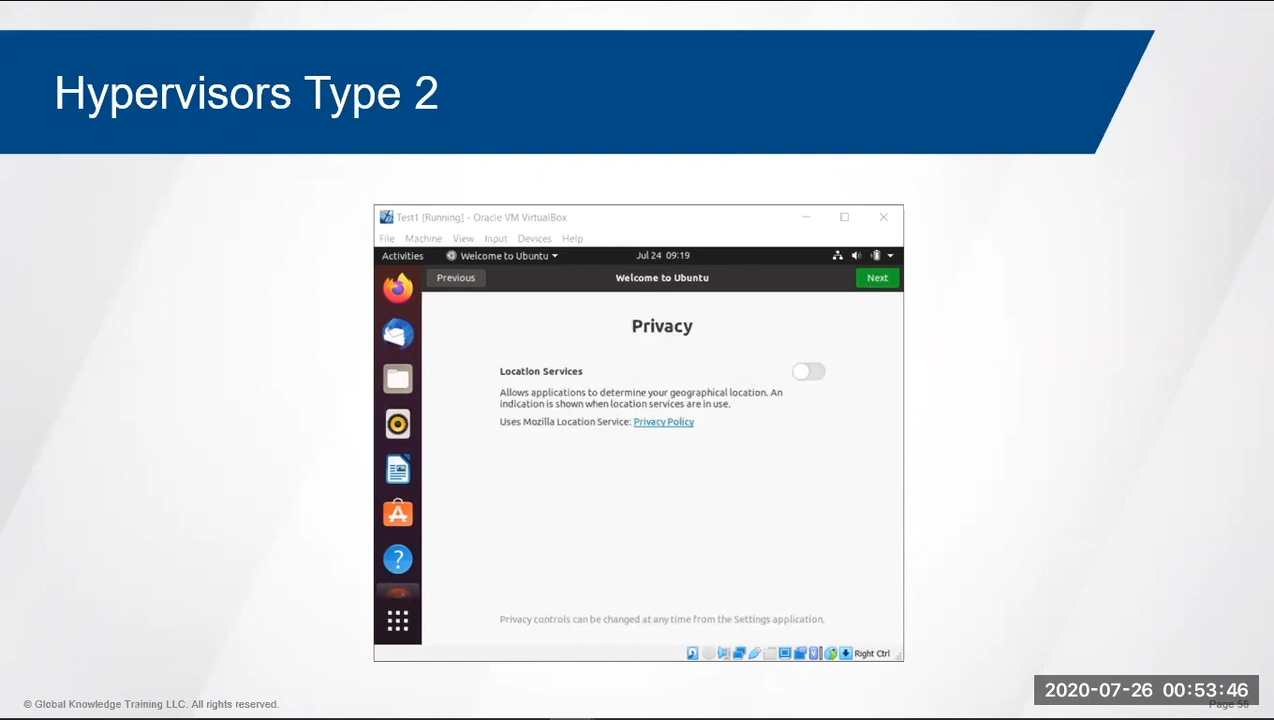 Hypervisors Type 2
Test1 [Running] - Oracle VM VirtualBox
File Machine View Input Devices Help
Activities Welcome to Ubuntu Jul 24 09:19
Previous Welcome to Ubuntu Next
Privacy
Location Services
Allows applications to determine your geographical location. An
indication is shown when location services are in use.
Uses Mozilla Location Service: Privacy Policy
Privacy controls can be changed at any time from the Settings application.
Right Ctrl
2020-07-26 00:53:46
© Global Knowledge Training LLC. All rights reserved.
Page 56